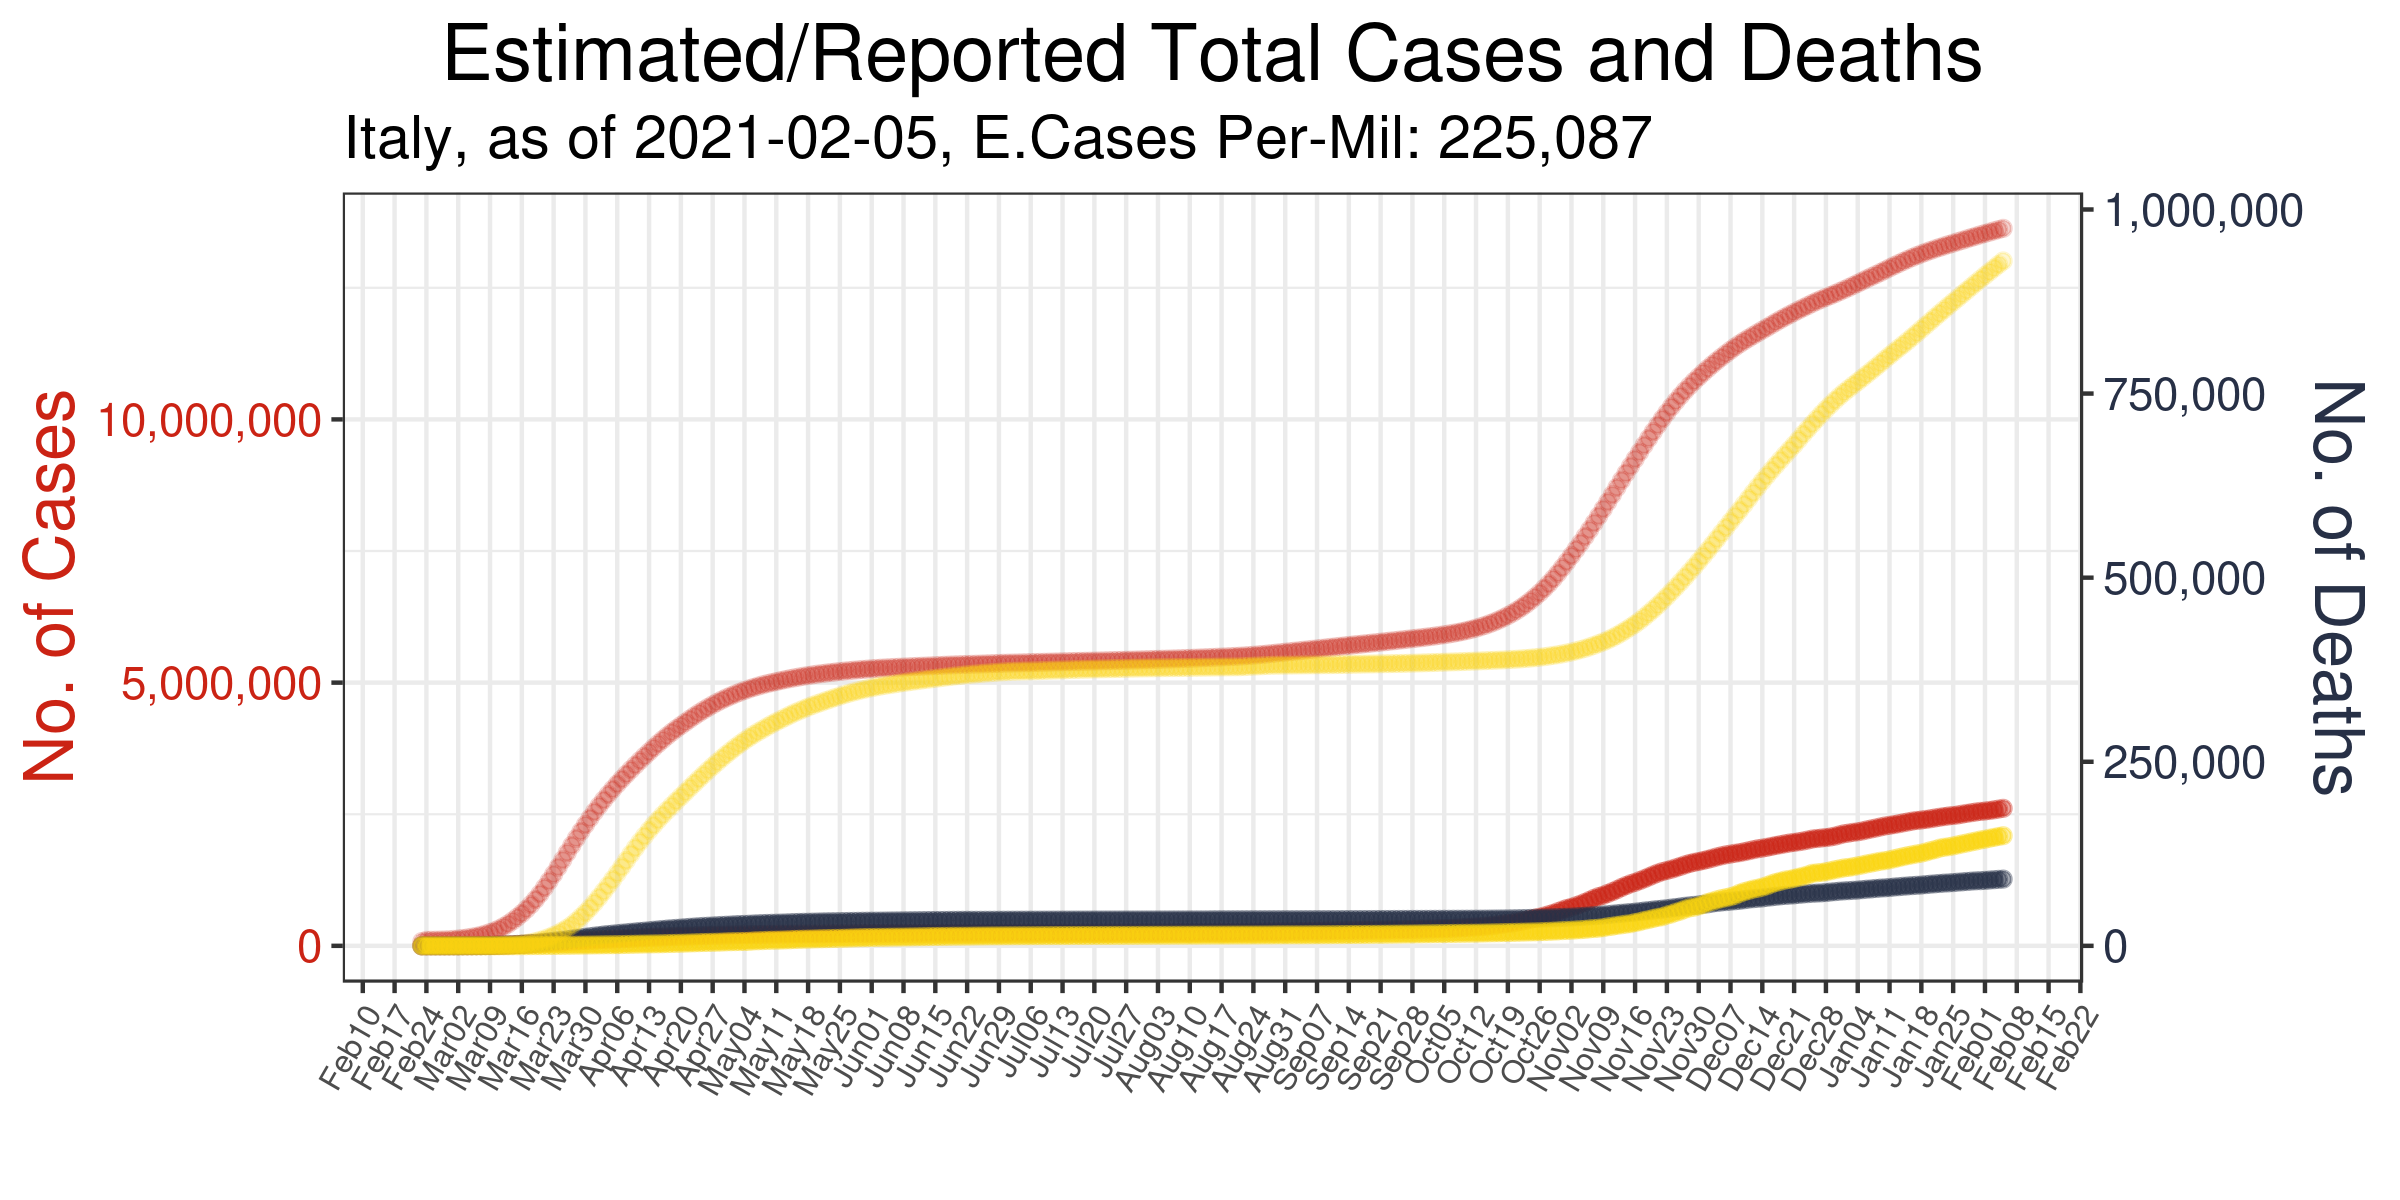 Estimated/Reported Total Cases and Deaths
Italy, as of 2021-02-05, E.Cases Per-Mil: 225,087
No. of Cases
10,000,000
5,000,000
0
1,000,000
750,000
500,000
250,000
0
No. of Deaths
Feb10
Feb17
Feb24
Mar02
Mar09
Mar16
Mar23
Mar30
Apr06
Apr13
Apr20
Apr27
May04
May11
May18
May25
Jun01
Jun08
Jun15
Jun22
Jun29
Jul06
Jul13
Jul20
Jul27
Aug03
Aug10
Aug17
Aug24
Aug31
Sep07
Sep14
Sep21
Sep28
Oct05
Oct12
Oct19
Oct26
Nov02
Nov09
Nov16
Nov23
Nov30
Dec07
Dec14
Dec21
Dec28
Jan04
Jan11
Jan18
Jan25
Feb01
Feb08
Feb15
Feb22